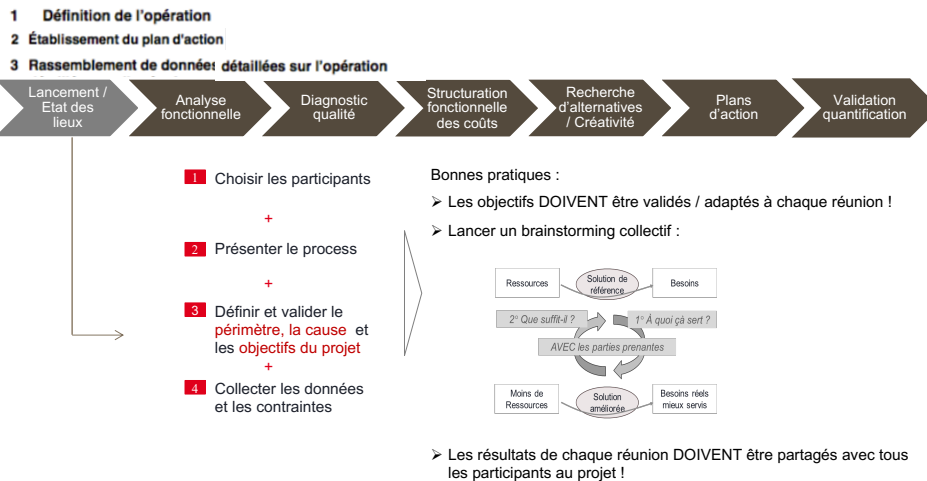 1 Définition de l'opération
2 Établissement du plan d'action
3 Rassemblement de données détaillées sur l'opération
Lancement /
Etat des
lieux
Analyse
fonctionnelle
Diagnostic
qualité
Structuration
fonctionnelle
des coûts
Recherche
d'alternatives
/ Créativité
Plans
d'action
Validation
quantification
1 Choisir les participants
+
2 Présenter le process
+
3 Définir et valider le
périmètre, la cause et
les objectifs du projet
+
4 Collecter les données
et les contraintes
Bonnes pratiques :
➢ Les objectifs DOIVENT être validés / adaptés à chaque réunion !
➢ Lancer un brainstorming collectif :
Ressources
Solution de
référence
Besoins
2° Que suffit-il ?
1° À quoi çà sert ?
AVEC les parties prenantes
Moins de
Ressources
Solution
améliorée
Besoins réels
mieux servis
➢ Les résultats de chaque réunion DOIVENT être partagés avec tous
les participants au projet !